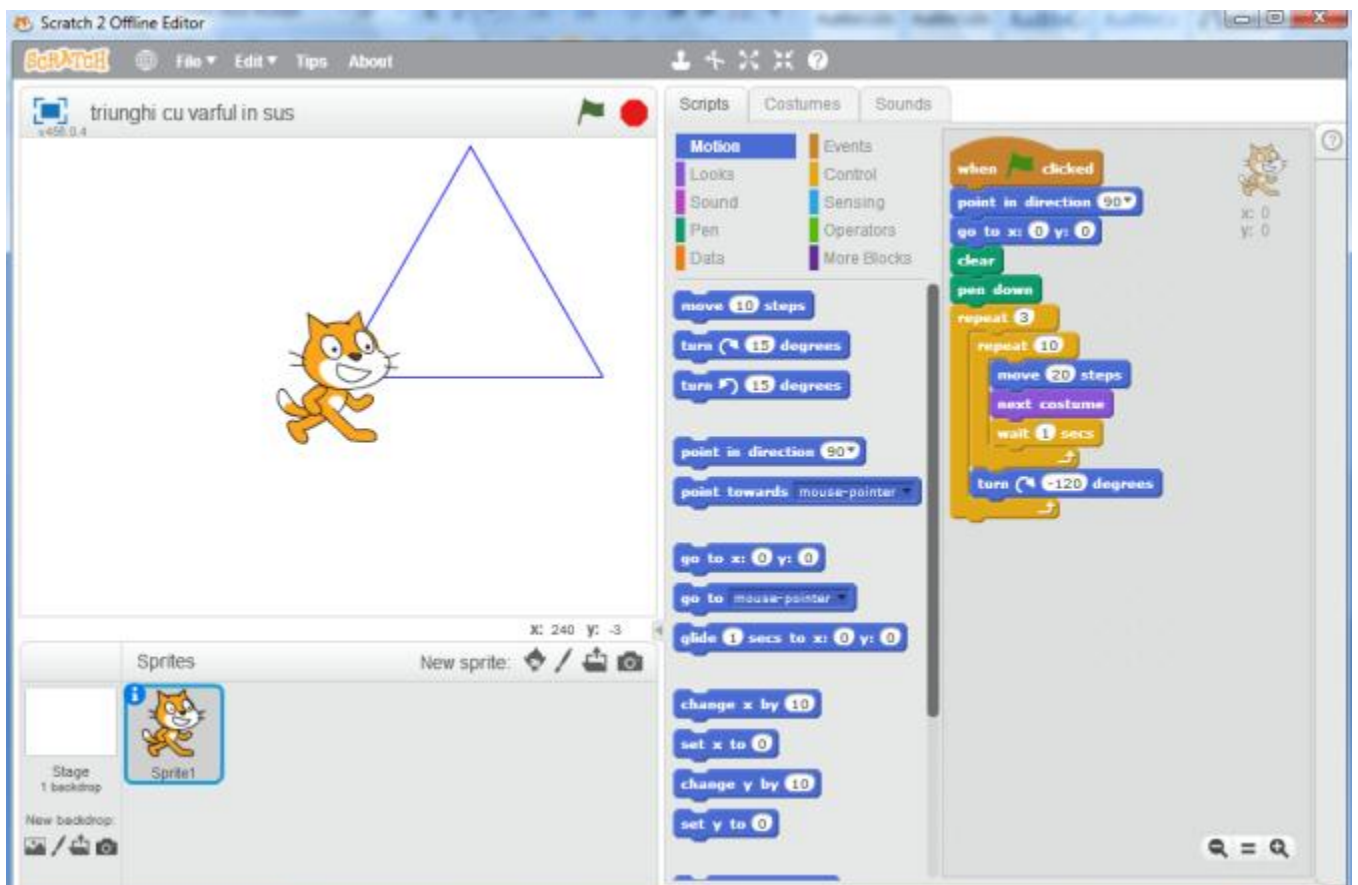 Scratch 2 Offline Editor
SCRATCH File Edit Tips About
triunghi cu varful in sus
v456.0.4
x: 240 y: -3
Sprites New sprite:
Sprite1
Stage
1 backdrop
New backdrop:
Scripts Costumes Sounds
Motion Events
Looks Control
Sound Sensing
Pen Operators
Data More Blocks
move 10 steps
turn 15 degrees
turn 15 degrees
point in direction 90
point towards mouse-pointer
go to x: 0 y: 0
go to mouse-pointer
glide 1 secs to x: 0 y: 0
change x by 10
set x to 0
change y by 10
set y to 0
when clicked
point in direction 90
go to x: 0 y: 0
clear
pen down
repeat 3
repeat 10
move 20 steps
next costume
wait 1 secs
turn -120 degrees
x: 0
y: 0